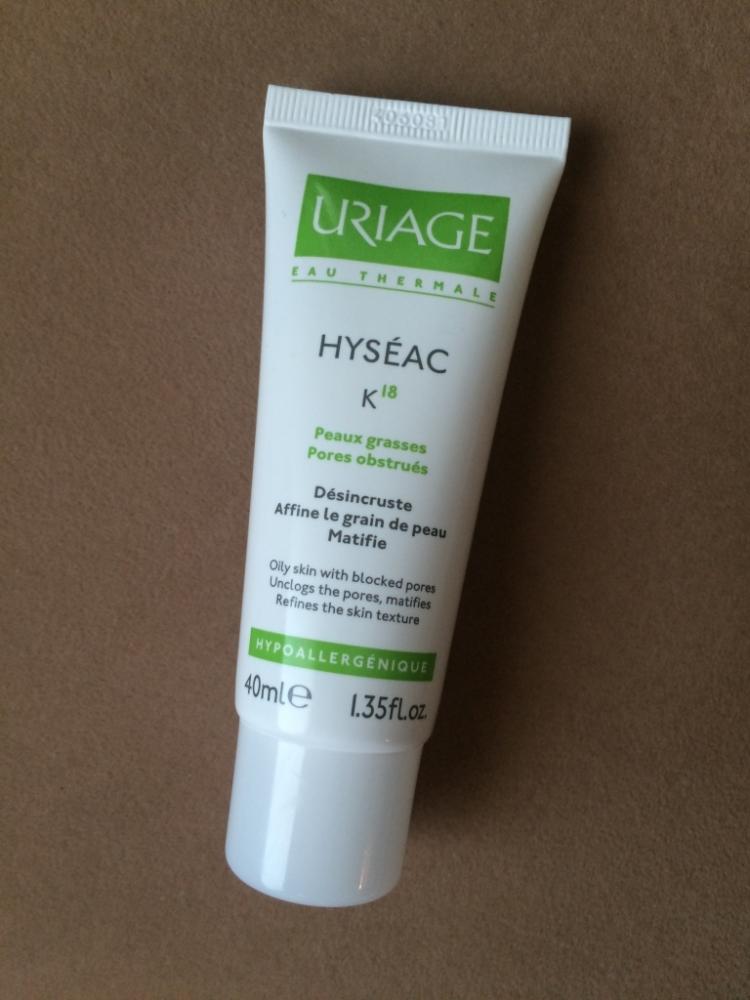 URIAGE
EAU THERMALE
HYSÉAC
K18
Peaux grasses
Pores obstrués
Désincruste
Affine le grain de peau
Matifie
Oily skin with blocked pores
Unclogs the pores, matifies
Refines the skin texture
HYPOALLERGÉNIQUE
40ml℮ 1.35fl.oz.